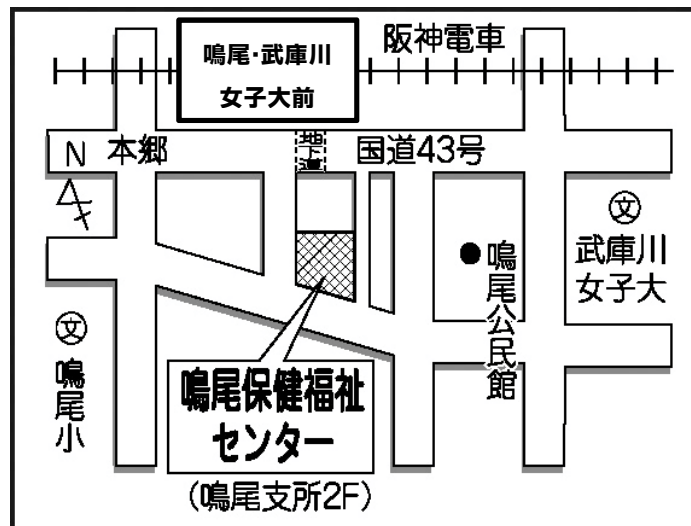 鳴尾・武庫川
女子大前
阪神電車
N
本郷
地下道
国道43号
文
武庫川
女子大
鳴尾公民館
文
鳴尾小
鳴尾保健福祉
センター
(鳴尾支所2F)